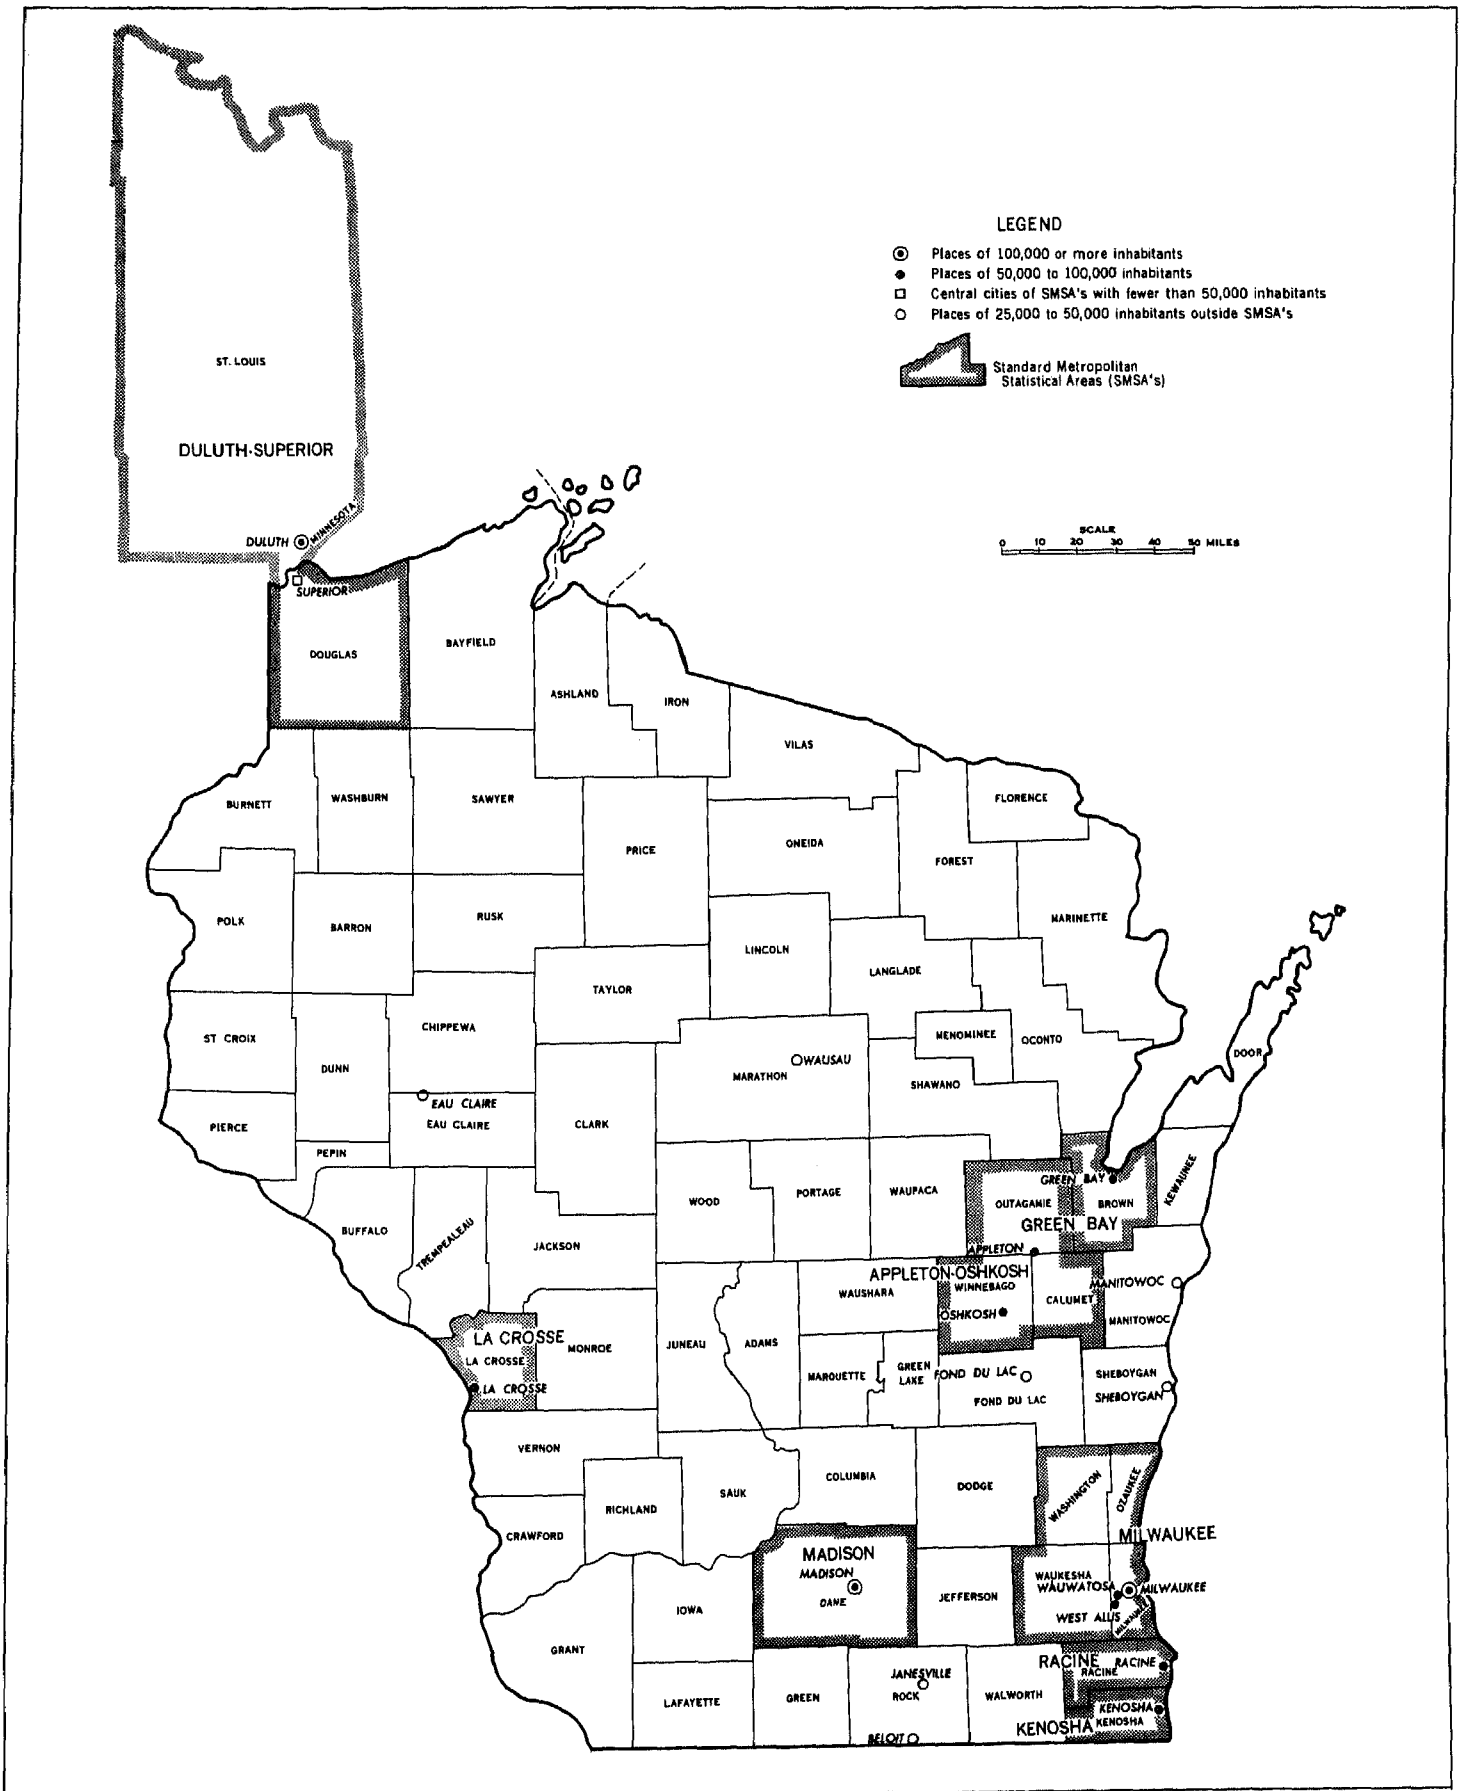 LEGEND
Places of 100,000 or more inhabitants
Places of 50,000 to 100,000 inhabitants
Central cities of SMSA's with fewer than 50,000 inhabitants
Places of 25,000 to 50,000 inhabitants outside SMSA's
Standard Metropolitan
Statistical Areas (SMSA's)
ST. LOUIS
DULUTH-SUPERIOR
DULUTH
MINNESOTA
SCALE
0 10 20 30 40 50 MILES
SUPERIOR
DOUGLAS
BAYFIELD
ASHLAND
IRON
VILAS
BURNETT
WASHBURN
SAWYER
FLORENCE
PRICE
ONEIDA
FOREST
POLK
BARRON
RUSK
MARINETTE
LINCOLN
LANGLADE
TAYLOR
ST CROIX
CHIPPEWA
MENOMINEE
OCONTO
DUNN
WAUSAU
MARATHON
DOOR
SHAWANO
EAU CLAIRE
EAU CLAIRE
PIERCE
CLARK
PEPIN
WOOD
PORTAGE
WAUPACA
GREEN BAY
OUTAGAMIE
BROWN
KEWAUNEE
GREEN BAY
BUFFALO
TREMPEALEAU
JACKSON
APPLETON
APPLETON-OSHKOSH
WAUSHARA
WINNEBAGO
CALUMET
MANITOWOC
OSHKOSH
MANITOWOC
LA CROSSE
LA CROSSE
MONROE
JUNEAU
ADAMS
LA CROSSE
MARQUETTE
GREEN
LAKE
FOND DU LAC
FOND DU LAC
SHEBOYGAN
SHEBOYGAN
VERNON
RICHLAND
SAUK
COLUMBIA
DODGE
WASHINGTON
OZAUKEE
CRAWFORD
MILWAUKEE
MADISON
MADISON
DANE
JEFFERSON
WAUKESHA
WAUWATOSA
MILWAUKEE
WEST ALLIS
MILWAUKEE
IOWA
GRANT
RACINE
RACINE
RACINE
JANESVILLE
ROCK
LAFAYETTE
GREEN
WALWORTH
KENOSHA
KENOSHA
KENOSHA
BELOIT